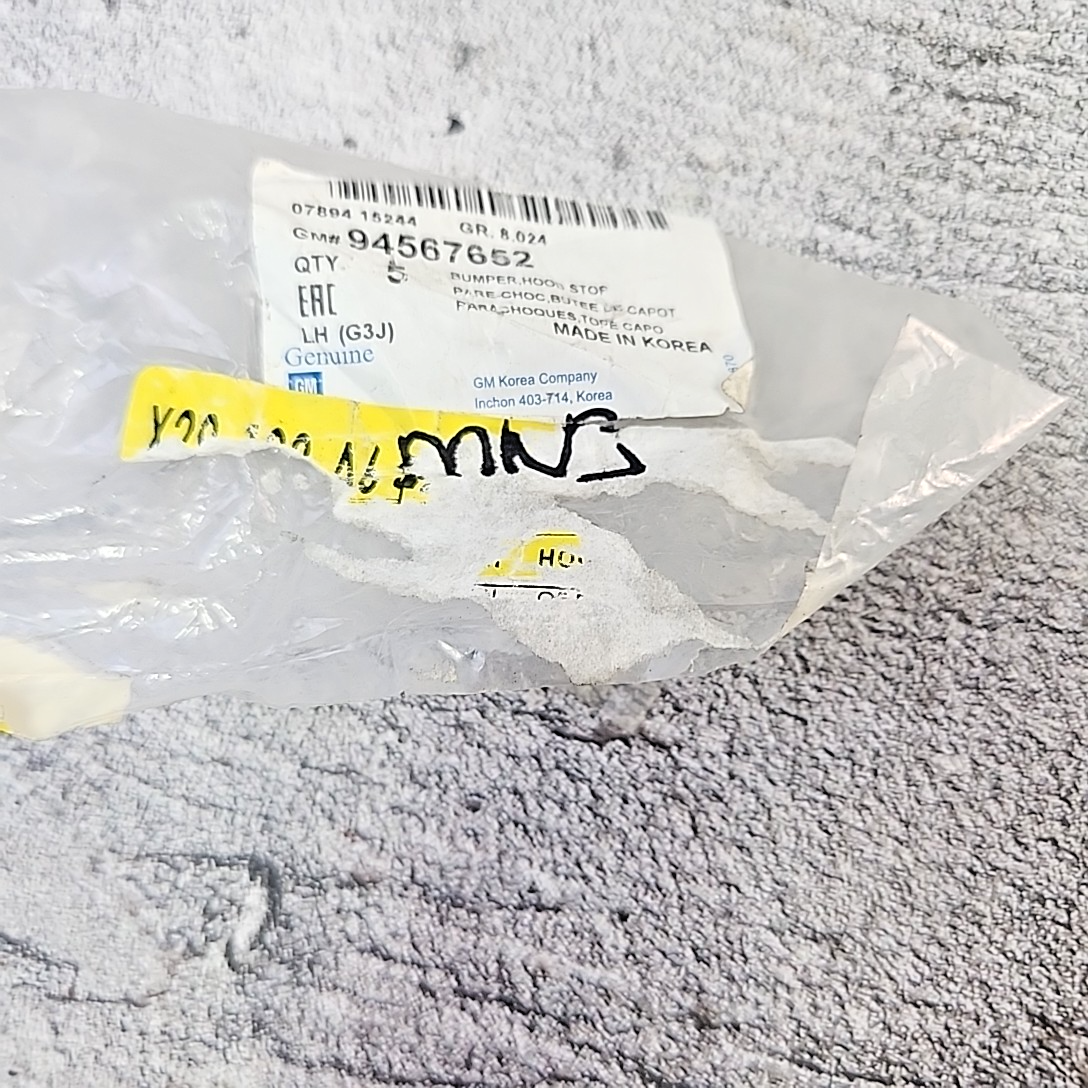 07894 15244 GR. 8.024
GM# 94567652
QTY 5
BUMPER,HOOD STOP
PARE-CHOC,BUTEE DE CAPOT
PARACHOQUES,TOPE CAPO
EAC
LH (G3J)
MADE IN KOREA
Genuine
GM
GM Korea Company
Inchon 403-714, Korea